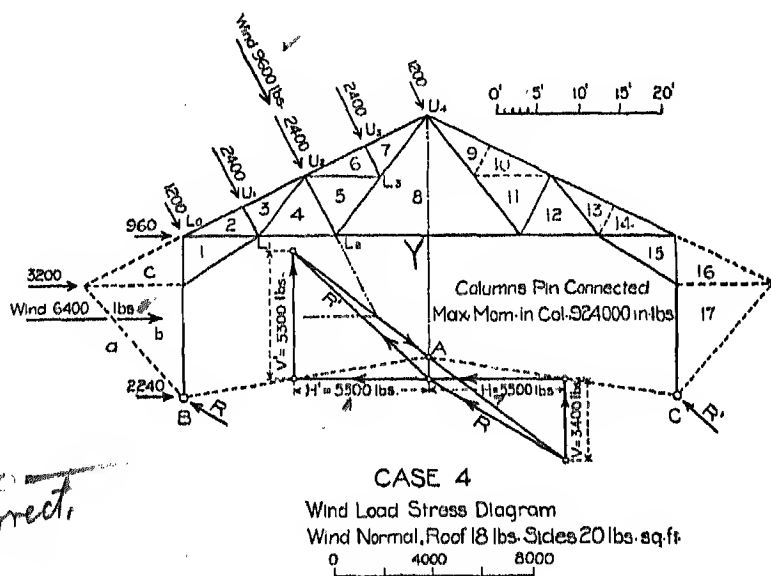 Wind 9600 lbs.
1200
2400
2400
2400
1200
U4
U3
U2
U1
L0
0' 5' 10' 15' 20'
960
3200
Wind 6400 lbs
2240
1 2 3 4 5 6 7 8 9 10 11 12 13 14 15 16 17
L1
L2
L3
Y
c
b
a
Columns Pin Connected
Max. Mom. in Col. 924000 in-lbs
V'= 5300 lbs.
R'
A
H'= 5500 lbs.
H=5500 lbs.
R
V=3400 lbs.
B
R
C
R'
CASE 4
rrect,
Wind Load Stress Diagram
Wind Normal, Roof 18 lbs. Sides 20 lbs. sq. ft.
0 4000 8000